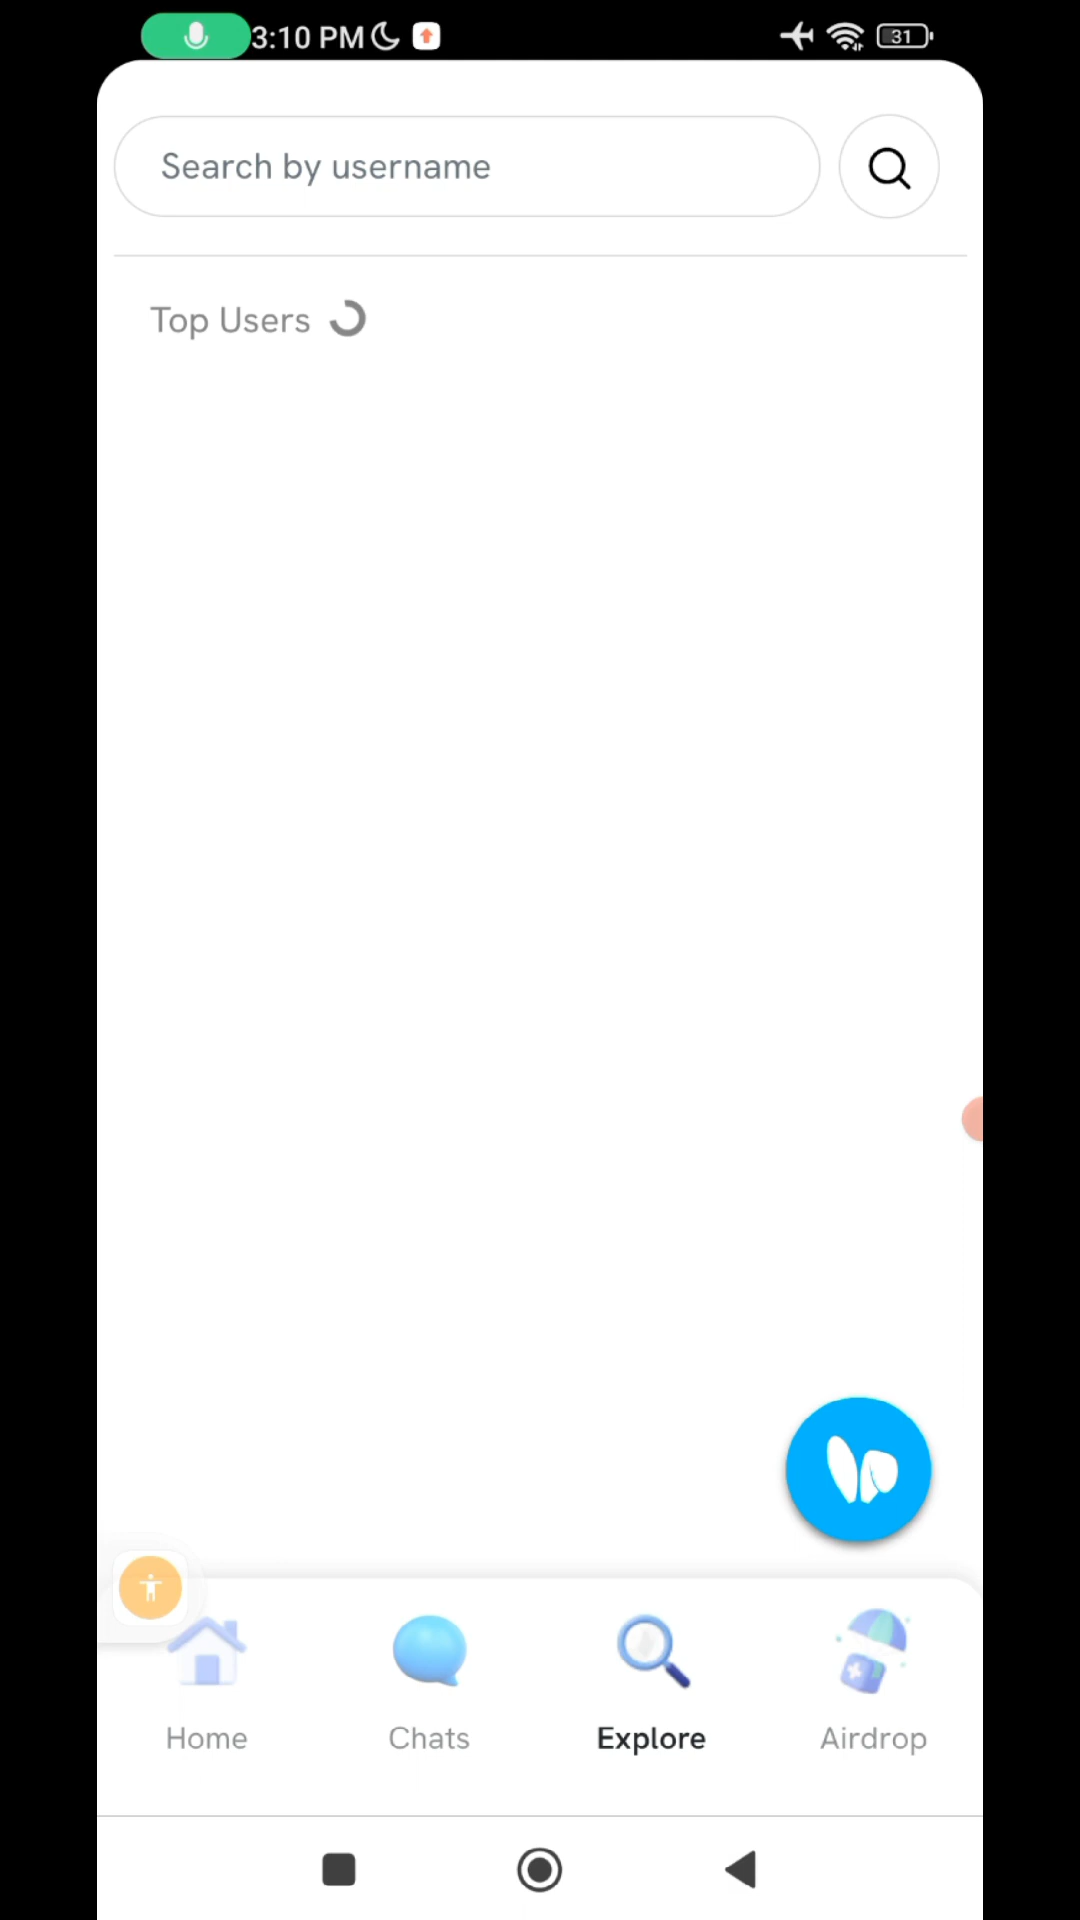 3:10 PM
31
Search by username
Top Users
Home
Chats
Explore
Airdrop